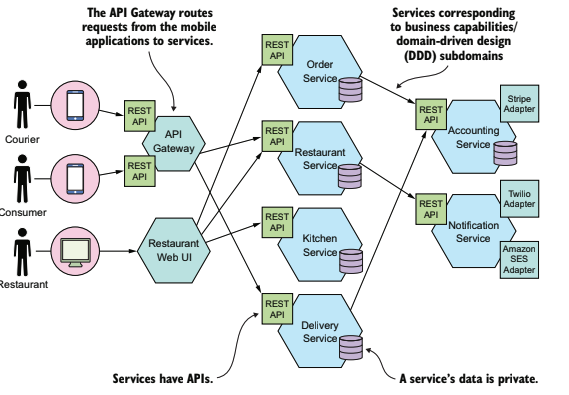 The API Gateway routes
requests from the mobile
applications to services.
Services corresponding
to business capabilities/
domain-driven design
(DDD) subdomains
REST
API
Order
Service
Stripe
Adapter
REST
API
Accounting
Service
Courier
REST
API
API
Gateway
REST
API
REST
API
Restaurant
Service
Consumer
Twilio
Adapter
REST
API
Notification
Service
Amazon
SES
Adapter
Restaurant
Restaurant
Web UI
REST
API
Kitchen
Service
REST
API
Delivery
Service
Services have APIs.
A service's data is private.